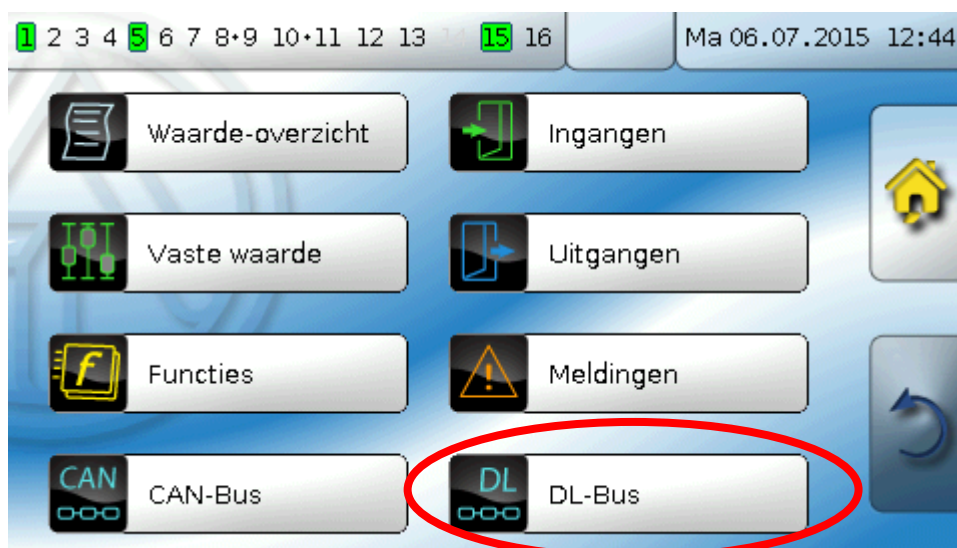 1 2 3 4 5 6 7 8•9 10•11 12 13 14 15 16 Ma 06.07.2015 12:44
Waarde-overzicht Ingangen
Vaste waarde Uitgangen
f Functies Meldingen
CAN CAN-Bus DL DL-Bus